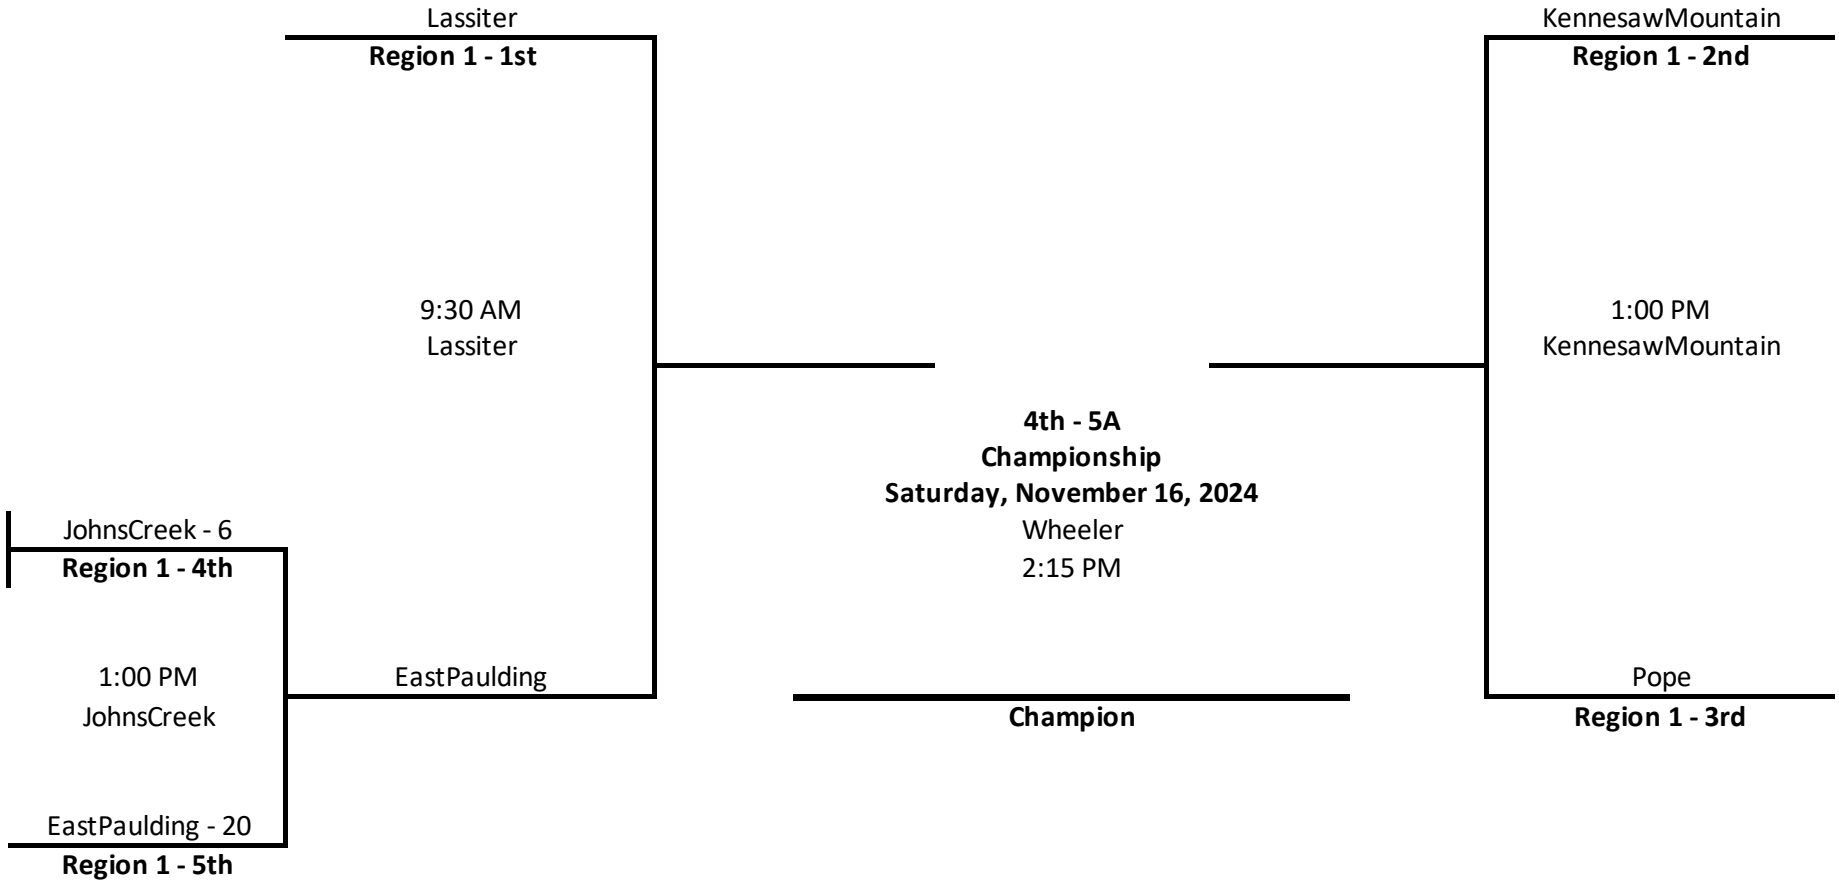 Lassiter
Region 1 - 1st
KennesawMountain
Region 1 - 2nd
9:30 AM
Lassiter
1:00 PM
KennesawMountain
4th - 5A
Championship
Saturday, November 16, 2024
Wheeler
2:15 PM
JohnsCreek - 6
Region 1 - 4th
1:00 PM
JohnsCreek
EastPaulding
Champion
Pope
Region 1 - 3rd
EastPaulding - 20
Region 1 - 5th